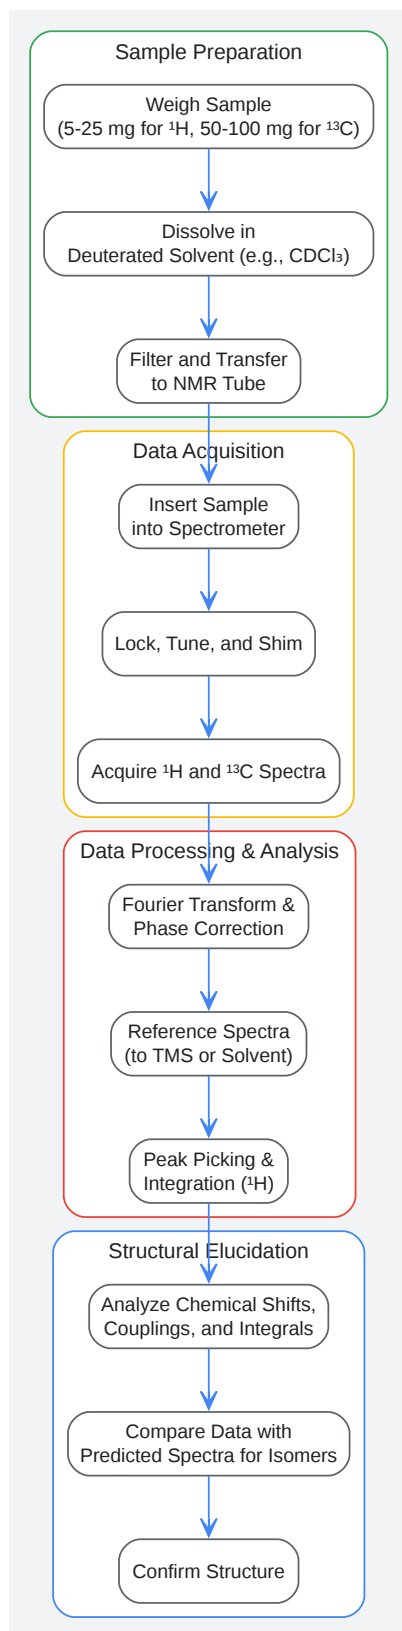 Sample Preparation
Weigh Sample
(5-25 mg for ¹H, 50-100 mg for ¹³C)
Dissolve in
Deuterated Solvent (e.g., CDCl₃)
Filter and Transfer
to NMR Tube
Data Acquisition
Insert Sample
into Spectrometer
Lock, Tune, and Shim
Acquire ¹H and ¹³C Spectra
Data Processing & Analysis
Fourier Transform &
Phase Correction
Reference Spectra
(to TMS or Solvent)
Peak Picking &
Integration (¹H)
Structural Elucidation
Analyze Chemical Shifts,
Couplings, and Integrals
Compare Data with
Predicted Spectra for Isomers
Confirm Structure